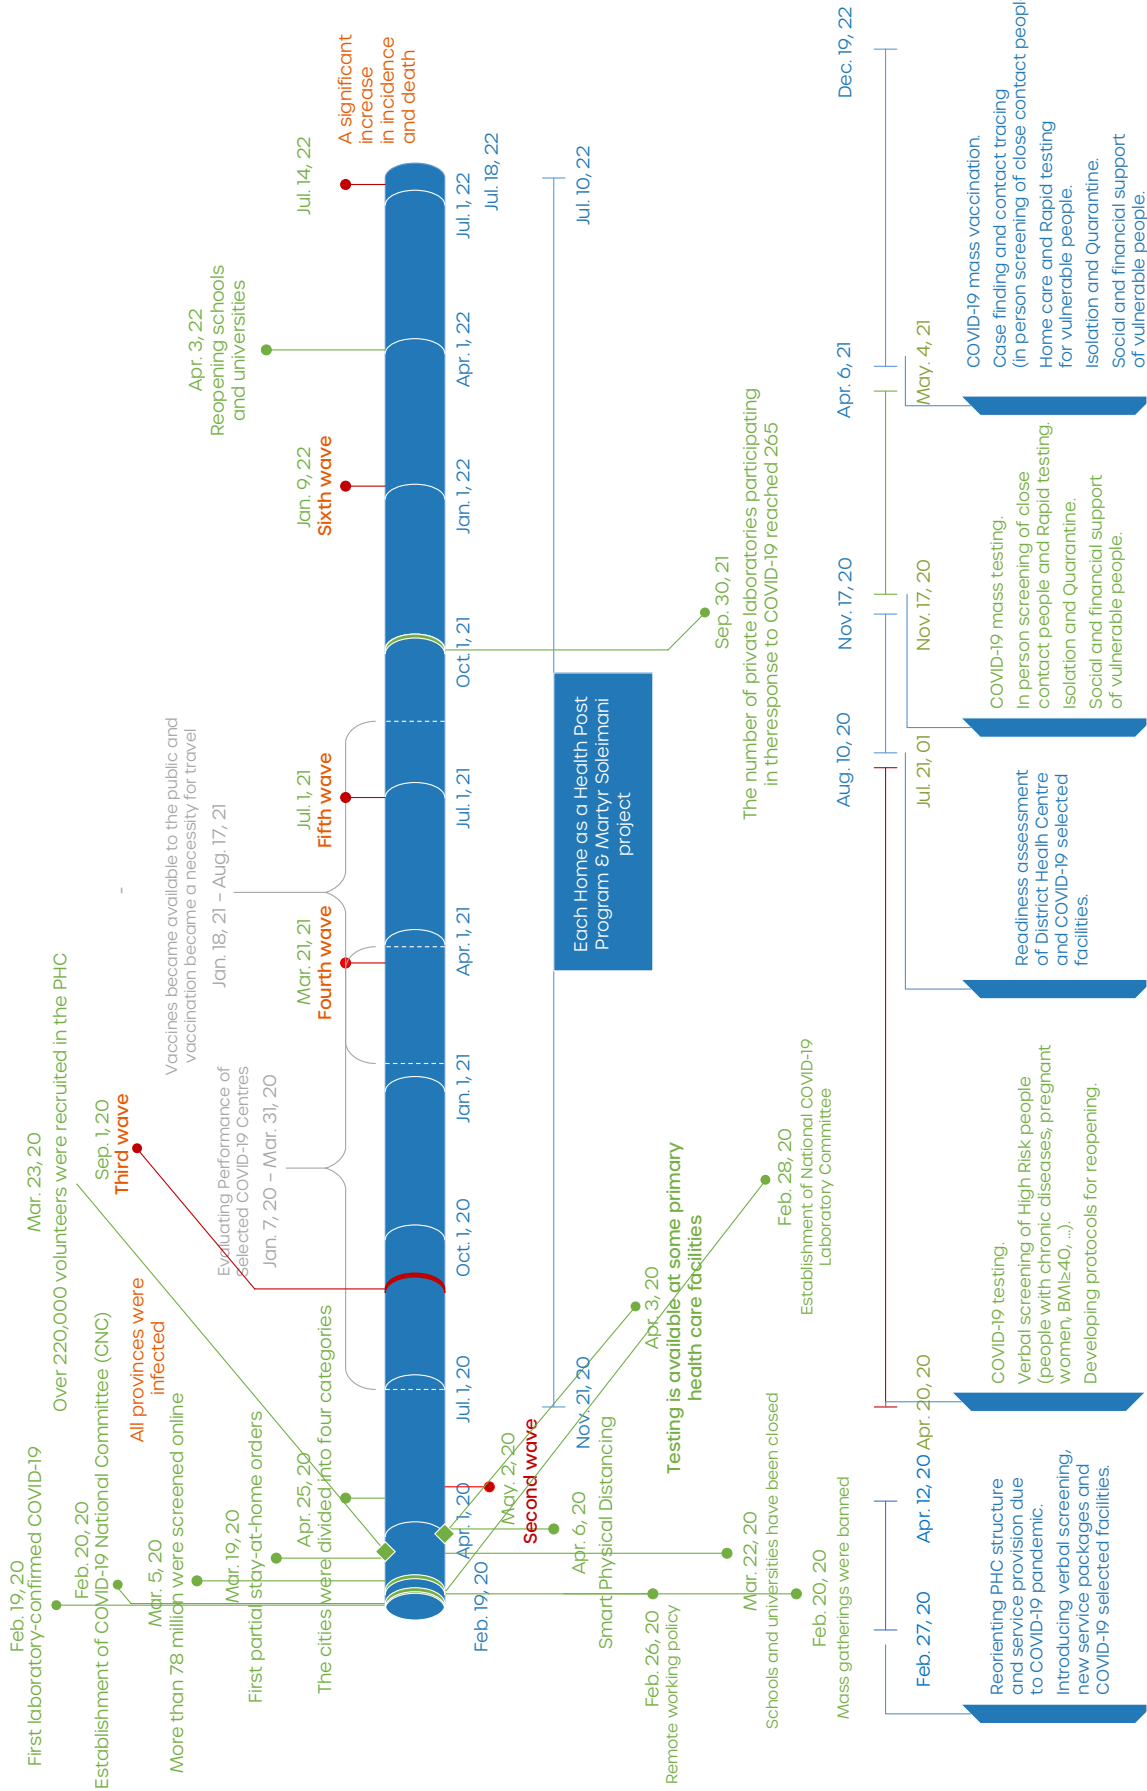 Feb. 19, 20
First laboratory-confirmed COVID-19
Feb. 20, 20
Establishment of COVID-19 National Committee (CNC)
Mar. 5, 20
More than 78 million were screened online
Mar. 19, 20
First partial stay-at-home orders
Apr. 25, 20
The cities were divided into four categories
Mar. 23, 20
Over 220,000 volunteers were recruited in the PHC
All provinces were
infected
Sep. 1, 20
Third wave
Evaluating Performance of
Selected COVID-19 Centres
Jan. 7, 20 – Mar. 31, 20
Vaccines became available to the public and
vaccination became a necessity for travel
Jan. 18, 21 – Aug. 17, 21
-
Mar. 21, 21
Fourth wave
Jul. 1, 21
Fifth wave
Jan. 9, 22
Sixth wave
Apr. 3, 22
Reopening schools
and universities
Jul. 14, 22
A significant
increase
in incidence
and death
Feb. 19, 20
Apr. 1, 20
Jul. 1, 20
Oct. 1, 20
Jan. 1, 21
Apr. 1, 21
Jul. 1, 21
Oct. 1, 21
Jan. 1, 22
Apr. 1, 22
Jul. 1, 22
Jul. 18, 22
May. 2, 20
Second wave
Apr. 6, 20
Smart Physical Distancing
Feb. 26, 20
Remote working policy
Mar. 22, 20
Schools and universities have been closed
Feb. 20, 20
Mass gatherings were banned
Nov. 21, 20
Jul. 10, 22
Each Home as a Health Post
Program & Martyr Soleimani
project
Apr. 3, 20
Testing is available at some primary
health care facilities
Feb. 28, 20
Establishment of National COVID-19
Laboratory Committee
Sep. 30, 21
The number of private laboratories participating
in theresponse to COVID-19 reached 265
Feb. 27, 20
Apr. 12, 20
Apr. 20, 20
Aug. 10, 20
Jul. 21, 01
Nov. 17, 20
Nov. 17, 20
Apr. 6, 21
May. 4, 21
Dec. 19, 22
Reorienting PHC structure
and service provision due
to COVID-19 pandemic.
Introducing verbal screening,
new service packages and
COVID-19 selected facilities.
COVID-19 testing.
Verbal screening of High Risk people
(people with chronic diseases, pregnant
women, BMI≥40, ...).
Developing protocols for reopening.
Readiness assessment
of District Healh Centre
and COVID-19 selected
facilities.
COVID-19 mass testing.
In person screening of close
contact people and Rapid testing.
Isolation and Quarantine.
Social and financial support
of vulnerable people.
COVID-19 mass vaccination.
Case finding and contact tracing
(in person screening of close contact peopl
Home care and Rapid testing
for vulnerable people.
Isolation and Quarantine.
Social and financial support
of vulnerable people.